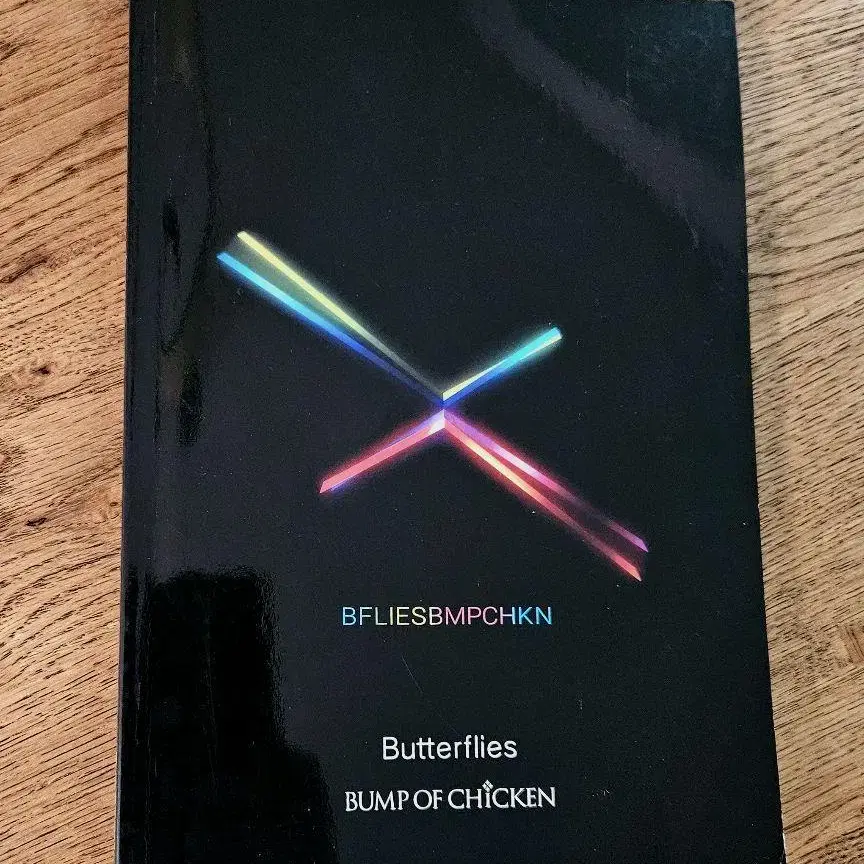 BFLIESBMPCHKN
Butterflies
BUMP OF CHICKEN